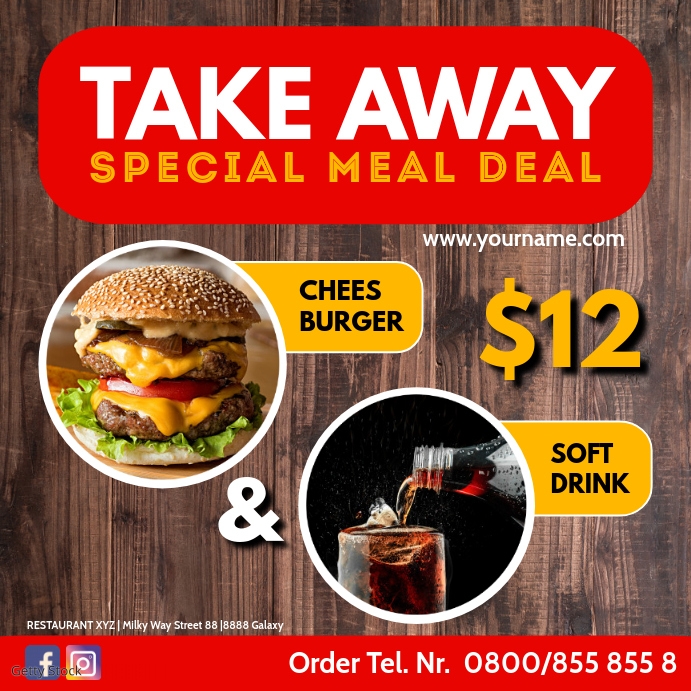 TAKE AWAY
SPECIAL MEAL DEAL
www.yourname.com
CHEES
BURGER
$12
SOFT
DRINK
&
RESTAURANT XYZ | Milky Way Street 88 |8888 Galaxy
f
Getty Stock
Order Tel. Nr. 0800/855 855 8